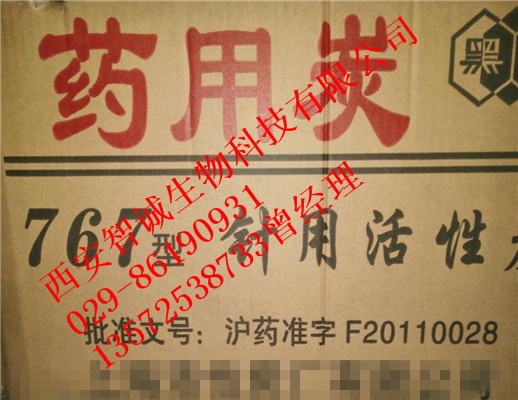 药用炭
黑
767型 针用活性
批准文号：沪药准字 F20110028
西安智诚生物科技有限公司
029-86190931
13572538733曾经理